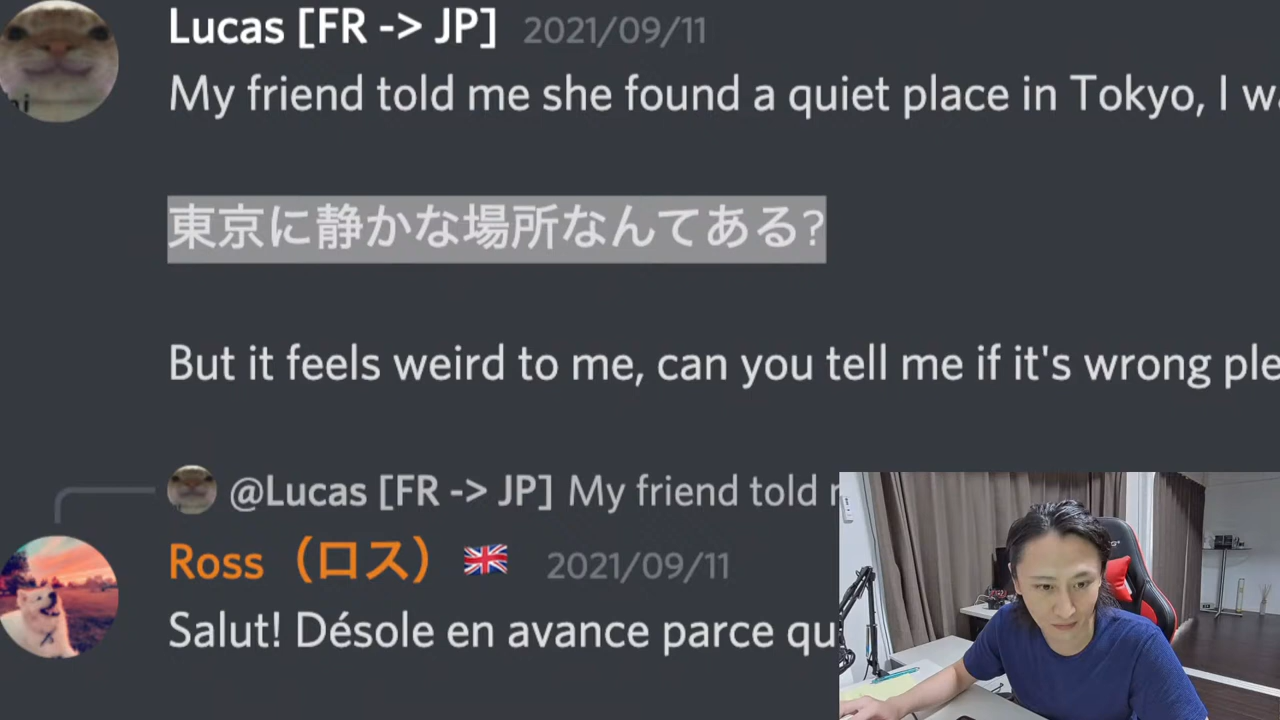 Lucas [FR -> JP] 2021/09/11
My friend told me she found a quiet place in Tokyo, I
東京に静かな場所なんてある?
But it feels weird to me, can you tell me if it's wrong
@Lucas [FR -> JP] My friend told
Ross（ロス） 2021/09/11
Salut! Désole en avance parce